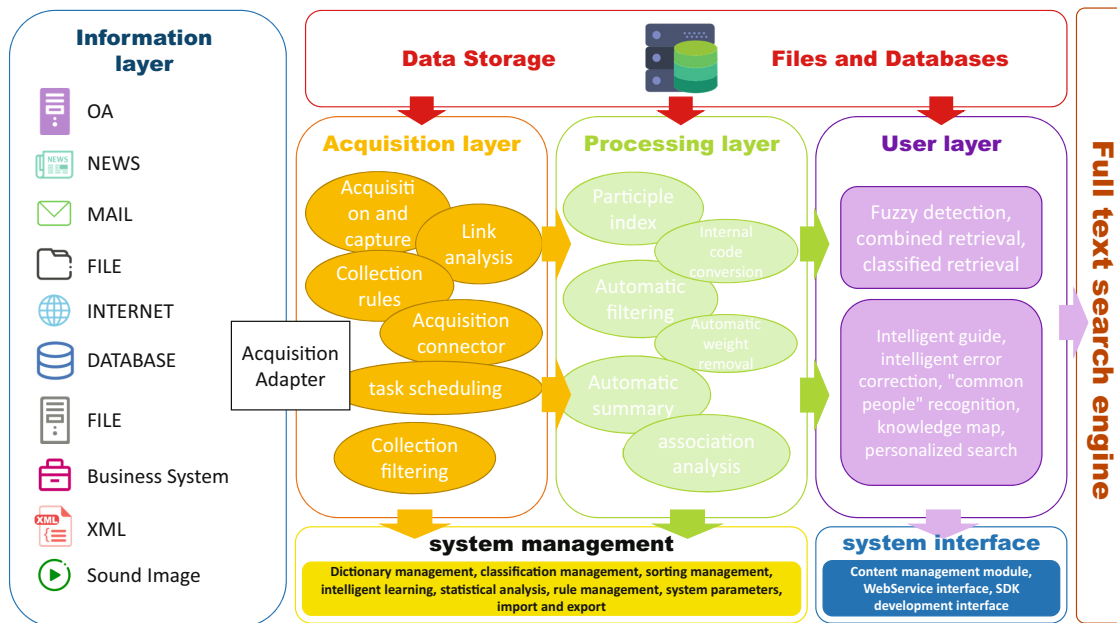 Information
layer
OA
NEWS
NEWS
MAIL
FILE
INTERNET
DATABASE
FILE
Business System
XML
XML
Sound Image
Acquisition
Adapter
Data Storage
Files and Databases
Acquisition layer
Acquisiti
on and
capture
Link
analysis
Collection
rules
Acquisition
connector
task scheduling
Collection
filtering
Processing layer
Participle
index
Internal
code
conversion
Automatic
filtering
Automatic
weight
removal
Automatic
summary
association
analysis
User layer
Fuzzy detection,
combined retrieval,
classified retrieval
Intelligent guide,
intelligent error
correction, "common
people" recognition,
knowledge map,
personalized search
system management
Dictionary management, classification management, sorting management,
intelligent learning, statistical analysis, rule management, system parameters,
import and export
system interface
Content management module,
WebService interface, SDK
development interface
Full text search engine